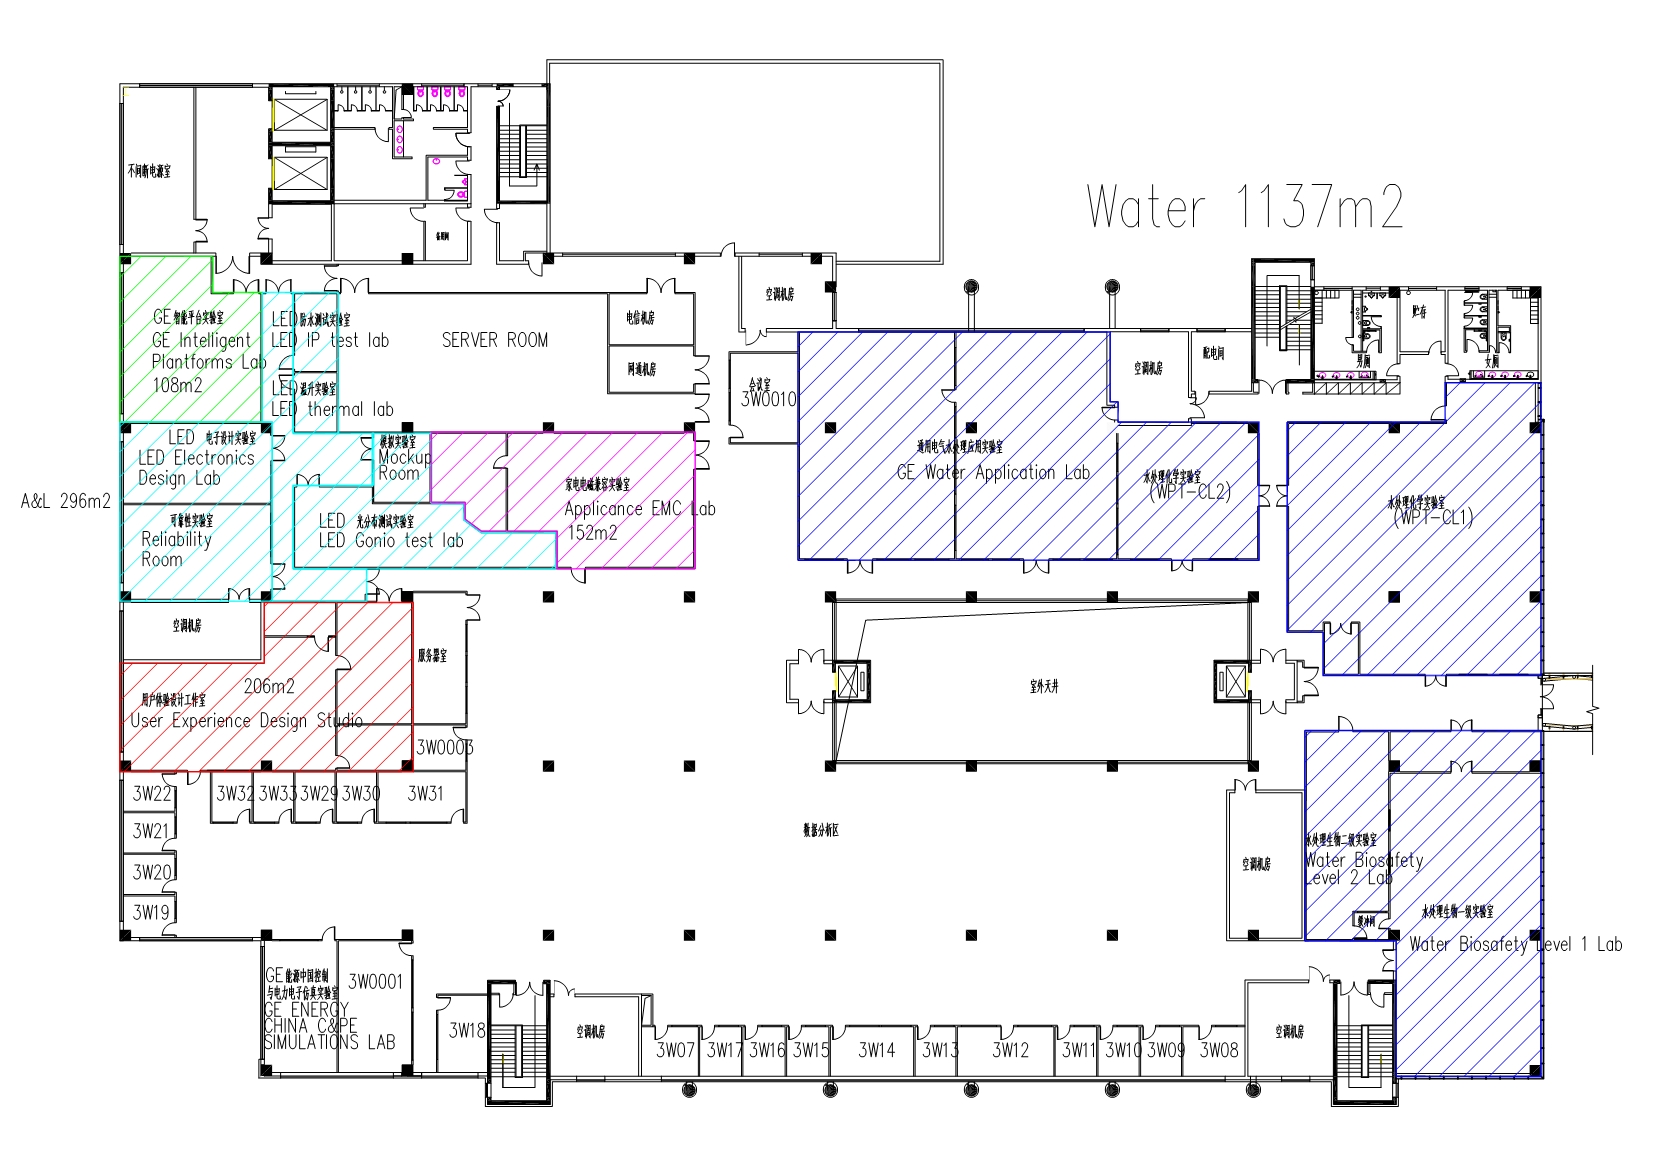 Water 1137m2
不间断电源室
备用间
空调机房
GE智能平台实验室
GE Intelligent
Plantforms Lab
108m2
LED防水测试实验室
LED IP test lab
LED温升实验室
LED thermal lab
SERVER ROOM
电信机房
网通机房
会议室
3W0010
空调机房
配电间
男厕
贮存
女厕
LED 电子设计实验室
LED Electronics
Design Lab
模拟实验室
Mockup
Room
A&L 296m2
可靠性实验室
Reliability
Room
LED 光分布测试实验室
LED Gonio test lab
家电电磁兼容实验室
Applicance EMC Lab
152m2
通用电气水处理应用实验室
GE Water Application Lab
水处理化学实验室
(WPT-CL2)
水处理化学实验室
(WPT-CL1)
空调机房
服务器室
206m2
用户体验设计工作室
User Experience Design Studio
室外天井
3W0003
3W22
3W32
3W33
3W29
3W30
3W31
3W21
3W20
3W19
数据分析区
空调机房
水处理生物二级实验室
Water Biosafety
Level 2 Lab
缓冲间
水处理生物一级实验室
Water Biosafety Level 1 Lab
GE能源中国控制
与电力电子仿真实验室
GE ENERGY
CHINA C&PE
SIMULATIONS LAB
3W0001
3W18
空调机房
3W07
3W17
3W16
3W15
3W14
3W13
3W12
3W11
3W10
3W09
3W08
空调机房